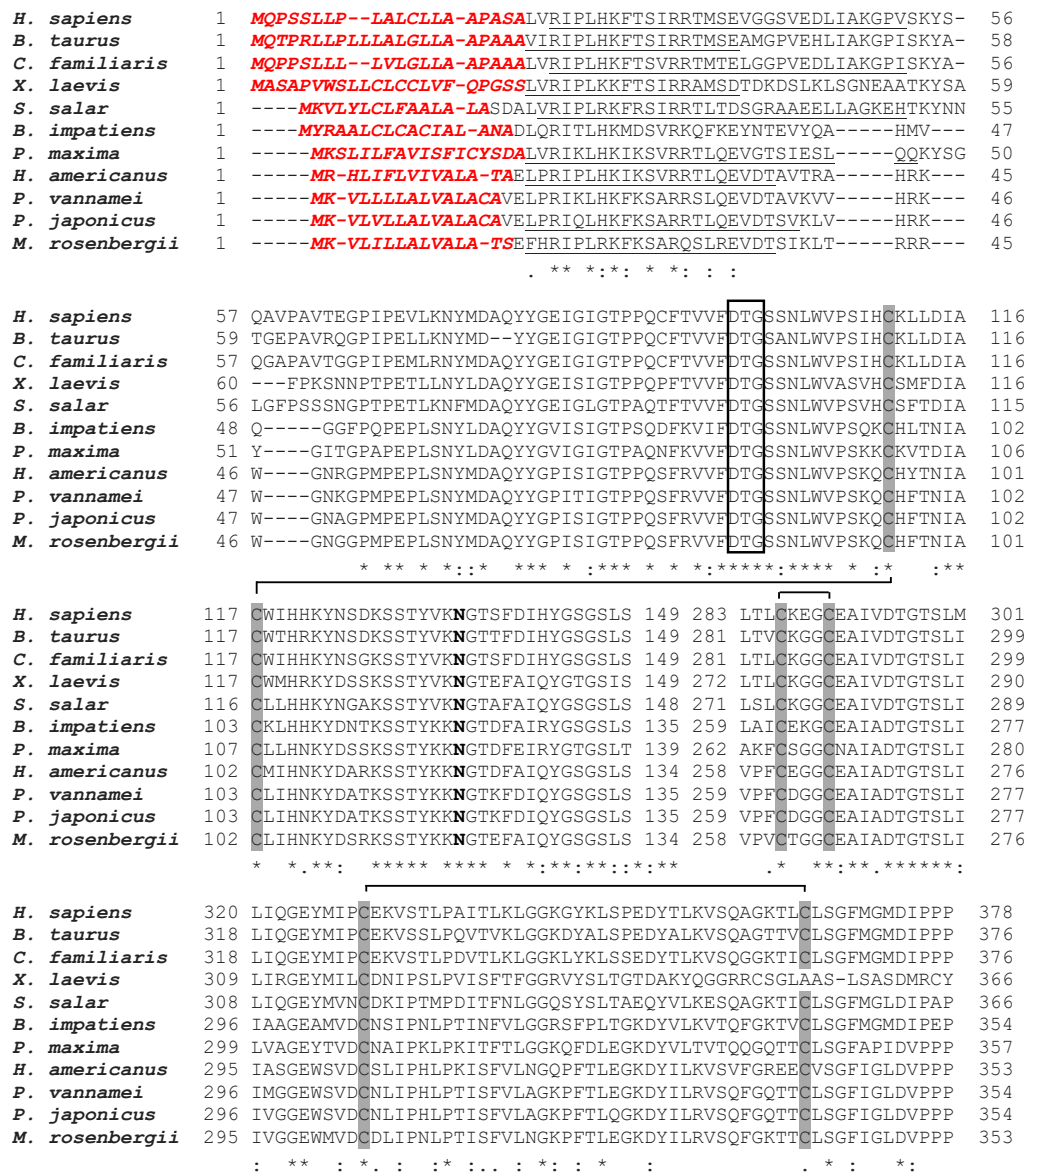 H. sapiens 1 MQPSSLLP--LALCLLA-APASALVRIPLHKFTSIRRTMSEVGGSVEDLIAKGPVSKYS- 56
B. taurus 1 MQTPRLLPLLLALGLLA-APAAAVIRIPLHKFTSIRRTMSEAMGPVEHLIAKGPISKYA- 58
C. familiaris 1 MQPPSLLL--LVLGLLA-APAAALVRIPLHKFTSVRRTMTELGGPVEDLIAKGPISKYA- 56
X. laevis 1 MASAPVWSLLCLCCLVF-QPGSSLVRIPLKKFTSIRRAMSDTDKDSLKLSGNEAATKYSA 59
S. salar 1 ----MKVLYLCLFAALA-LASDALVRIPLRKFRSIRRTLTDSGRAAEELLAGKEHTKYNN 55
B. impatiens 1 ----MYRAALCLCACIAL-ANADLQRITLHKMDSVRKQFKEYNTEVYQA-----HMV--- 47
P. maxima 1 -----MKSLILFAVISFICYSDALVRIKLHKIKSVRRTLQEVGTSIESL-----QQKYSG 50
H. americanus 1 -----MR-HLIFLVIVALA-TAELPRIPLHKIKSVRRTLQEVDTAVTRA-----HRK--- 45
P. vannamei 1 -----MK-VLLLLALVALACAVELPRIKLHKFKSARRSLQEVDTAVKVV-----HRK--- 46
P. japonicus 1 -----MK-VLVLLALVALACAVELPRIQLHKFKSARRTLQEVDTSVKLV-----HRK--- 46
M. rosenbergii 1 -----MK-VLILLALVALA-TSEFHRIPLRKFKSARQSLREVDTSIKLT-----RRR--- 45
. ** *:*: * * : : :
H. sapiens 57 QAVPAVTEGPIPEVLKNYMDAQYYGEIGIGTPPQCFTVVFDTGSSNLWVPSIHCKLLDIA 116
B. taurus 59 TGEPAVRQGPIPELLKNYMD--YYGEIGIGTPPQCFTVVFDTGSANLWVPSIHCKLLDIA 116
C. familiaris 57 QGAPAVTGGPIPEMLRNYMDAQYYGEIGIGTPPQCFTVVFDTGSSNLWVPSIHCKLLDIA 116
X. laevis 60 ---FPKSNNPTPETLLNYLDAQYYGEISIGTPPQPFTVVFDTGSSNLWVASVHCSMFDIA 116
S. salar 56 LGFPSSSNGPTPETLKNFMDAQYYGEIGLGTPAQTFTVVFDTGSSNLWVPSVHCSFTDIA 115
B. impatiens 48 Q-----GGFPQPEPLSNYLDAQYYGVISIGTPSQDFKVIFDTGSSNLWVPSQKCHLTNIA 102
P. maxima 51 Y----GITGPAPEPLSNYLDAQYYGVIGIGTPAQNFKVVFDTGSSNLWVPSKKCKVTDIA 106
H. americanus 46 W----GNRGPMPEPLSNYMDAQYYGPISIGTPPQSFRVVFDTGSSNLWVPSKQCHYTNIA 101
P. vannamei 47 W----GNKGPMPEPLSNYMDAQYYGPITIGTPPQSFRVVFDTGSSNLWVPSKQCHFTNIA 102
P. japonicus 47 W----GNAGPMPEPLSNYMDAQYYGPISIGTPPQSFRVVFDTGSSNLWVPSKQCHFTNIA 102
M. rosenbergii 46 W----GNGGPMPEPLSNYMDAQYYGPISIGTPPQSFRVVFDTGSSNLWVPSKQCHFTNIA 101
* ** * *::* *** * :*** * * *:*****:**** * :* :**
H. sapiens 117 CWIHHKYNSDKSSTYVKNGTSFDIHYGSGSLS 149 283 LTLCKEGCEAIVDTGTSLM 301
B. taurus 117 CWTHRKYNSDKSSTYVKNGTTFDIHYGSGSLS 149 281 LTVCKGGCEAIVDTGTSLI 299
C. familiaris 117 CWIHHKYNSGKSSTYVKNGTSFDIHYGSGSLS 149 281 LTLCKGGCEAIVDTGTSLI 299
X. laevis 117 CWMHRKYDSSKSSTYVKNGTEFAIQYGTGSIS 149 272 LTLCKGGCEAIVDTGTSLI 290
S. salar 116 CLLHHKYNGAKSSTYVKNGTAFAIQYGSGSLS 148 271 LSLCKGGCEAIVDTGTSLI 289
B. impatiens 103 CKLHHKYDNTKSSTYKKNGTDFAIRYGSGSLS 135 259 LAICEKGCEAIADTGTSLI 277
P. maxima 107 CLLHNKYDSSKSSTYKKNGTDFEIRYGTGSLT 139 262 AKFCSGGCNAIADTGTSLI 280
H. americanus 102 CMIHNKYDARKSSTYKKNGTDFAIQYGSGSLS 134 258 VPFCEGGCEAIADTGTSLI 276
P. vannamei 103 CLIHNKYDATKSSTYKKNGTKFDIQYGSGSLS 135 259 VPFCDGGCEAIADTGTSLI 277
P. japonicus 103 CLIHNKYDATKSSTYKKNGTKFDIQYGSGSLS 135 259 VPFCDGGCEAIADTGTSLI 277
M. rosenbergii 102 CLIHNKYDSRKSSTYKKNGTEFAIQYGSGSLS 134 258 VPVCTGGCEAIADTGTSLI 276
* *.**: ***** **** * *:**:**::: .* **:**.******:
H. sapiens 320 LIQGEYMIPCEKVSTLPAITLKLGGKGYKLSPEDYTLKVSQAGKTLCLSGFMGMDIPPP 378
B. taurus 318 LIQGEYMIPCEKVSSLPQVTVKLGGKDYALSPEDYALKVSQAGTTVCLSGFMGMDIPPP 376
C. familiaris 318 LIQGEYMIPCEKVSTLPDVTLKLGGKLYKLSSEDYTLKVSQGGKTICLSGFMGMDIPPP 376
X. laevis 309 LIRGEYMILCDNIPSLPVISFTFGGRVYSLTGTDAKYQGGRRCSGLAAS-LSASDMRCY 366
S. salar 308 LIQGEYMVNCDKIPTMPDITFNLGGQSYSLTAEQYVLKESQAGKTICLSGFMGLDIPAP 366
B. impatiens 296 IAAGEAMVDCNSIPNLPTINFVLGGRSFPLTGKDYVLKVTQFGKTVCLSGFMGMDIPEP 354
P. maxima 299 LVAGEYTVDCNAIPKLPKITFTLGGKQFDLEGKDYVLTVTQQGQTTCLSGFAPIDVPPP 357
H. americanus 295 IASGEWSVDCSLIPHLPKISFVLNGQPFTLEGKDYILKVSVFGREECVSGFIGLDVPPP 353
P. vannamei 296 IMGGEWSVDCNLIPHLPTISFVLAGKPFTLEGKDYILRVSQFGQTTCLSGFIGLDVPPP 354
P. japonicus 296 IVGGEWSVDCNLIPHLPTISFVLAGKPFTLQGKDYILRVSQFGQTTCLSGFIGLDVPPP 354
M. rosenbergii 295 IVGGEWMVDCDLIPNLPTISFVLNGKPFTLEGKDYILRVSQFGKTTCLSGFIGLDVPPP 353
: ** : *. : :* :.. : *: : * : . * : *: